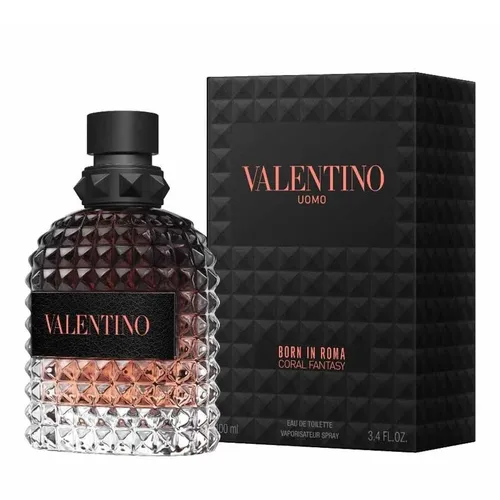 VALENTINO
VALENTINO
UOMO
BORN IN ROMA
CORAL FANTASY
EAU DE TOILETTE
VAPORISATEUR SPRAY
3.4 FL.OZ.